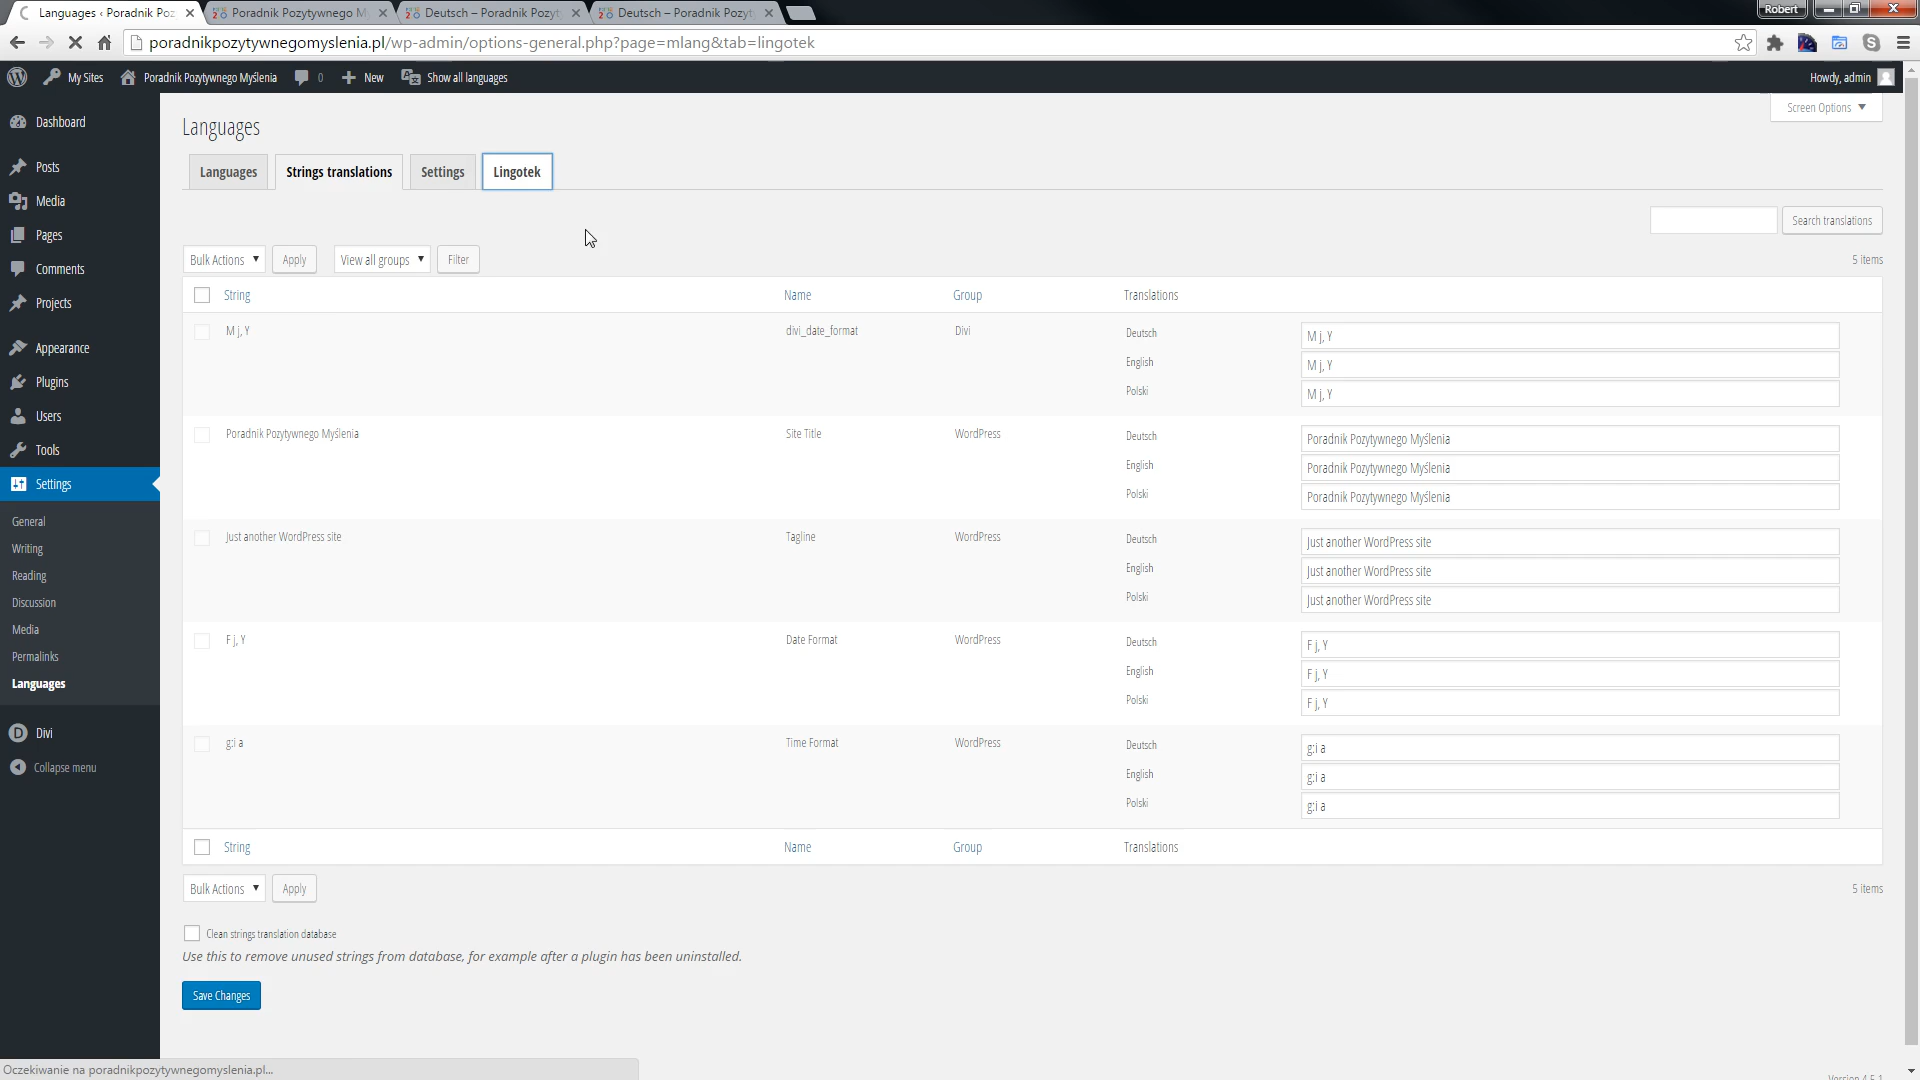 Languages ‹ Poradnik Poz
Poradnik Pozytywnego M
Deutsch – Poradnik Pozyt
Deutsch – Poradnik Pozyt
Robert
poradnikpozytywnegomyslenia.pl/wp-admin/options-general.php?page=mlang&tab=lingotek
My Sites
Poradnik Pozytywnego Myślenia
0
New
Show all languages
Howdy, admin
Screen Options
Dashboard
Posts
Media
Pages
Comments
Projects
Appearance
Plugins
Users
Tools
Settings
General
Writing
Reading
Discussion
Media
Permalinks
Languages
Divi
Collapse menu
Languages
Languages
Strings translations
Settings
Lingotek
Search translations
Bulk Actions
Apply
View all groups
Filter
5 items
String Name Group Translations
M j, Y divi_date_format Divi
Deutsch M j, Y
English M j, Y
Polski M j, Y
Poradnik Pozytywnego Myślenia Site Title WordPress
Deutsch Poradnik Pozytywnego Myślenia
English Poradnik Pozytywnego Myślenia
Polski Poradnik Pozytywnego Myślenia
Just another WordPress site Tagline WordPress
Deutsch Just another WordPress site
English Just another WordPress site
Polski Just another WordPress site
F j, Y Date Format WordPress
Deutsch F j, Y
English F j, Y
Polski F j, Y
g:i a Time Format WordPress
Deutsch g:i a
English g:i a
Polski g:i a
String Name Group Translations
Bulk Actions
Apply
5 items
Clean strings translation database
Use this to remove unused strings from database, for example after a plugin has been uninstalled.
Save Changes
Oczekiwanie na poradnikpozytywnegomyslenia.pl...